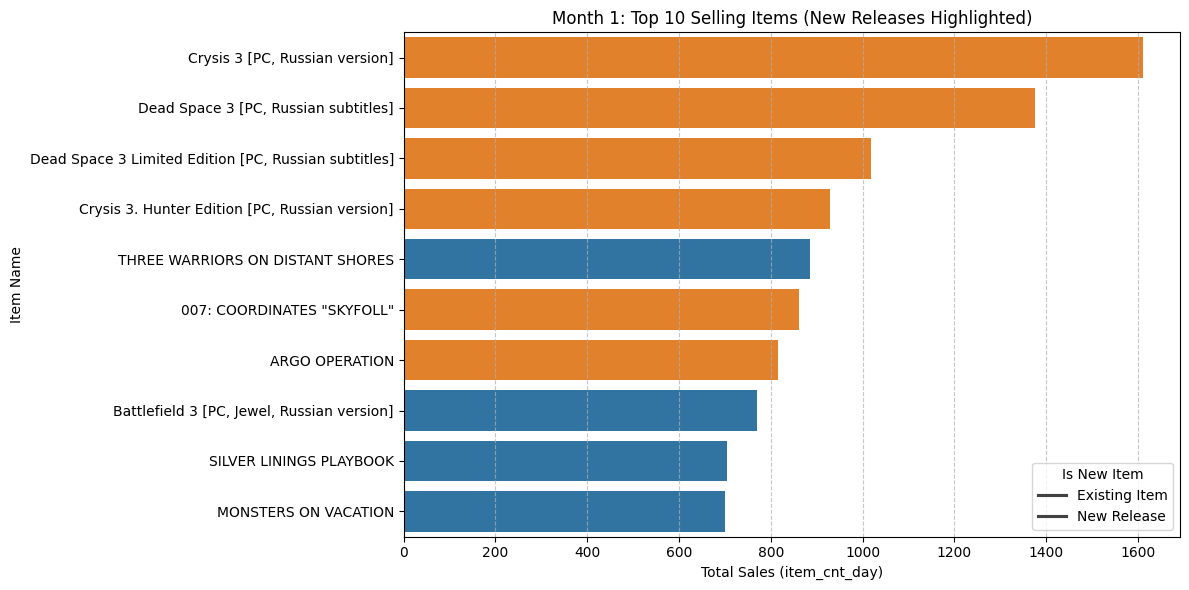 Month 1: Top 10 Selling Items (New Releases Highlighted)
Item Name
Crysis 3 [PC, Russian version]
Dead Space 3 [PC, Russian subtitles]
Dead Space 3 Limited Edition [PC, Russian subtitles]
Crysis 3. Hunter Edition [PC, Russian version]
THREE WARRIORS ON DISTANT SHORES
007: COORDINATES "SKYFOLL"
ARGO OPERATION
Battlefield 3 [PC, Jewel, Russian version]
SILVER LININGS PLAYBOOK
MONSTERS ON VACATION
Is New Item
Existing Item
New Release
0 200 400 600 800 1000 1200 1400 1600
Total Sales (item_cnt_day)